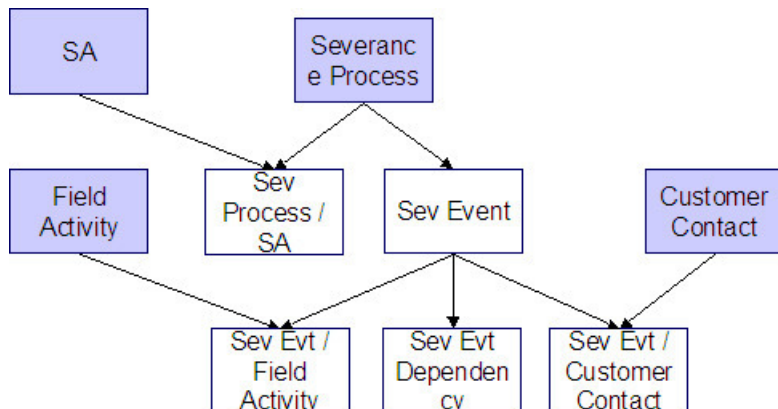 SA
Severanc
e Process
Field
Activity
Sev
Process /
SA
Sev Event
Customer
Contact
Sev Evt /
Field
Activity
Sev Evt
Dependen
cy
Sev Evt /
Customer
Contact